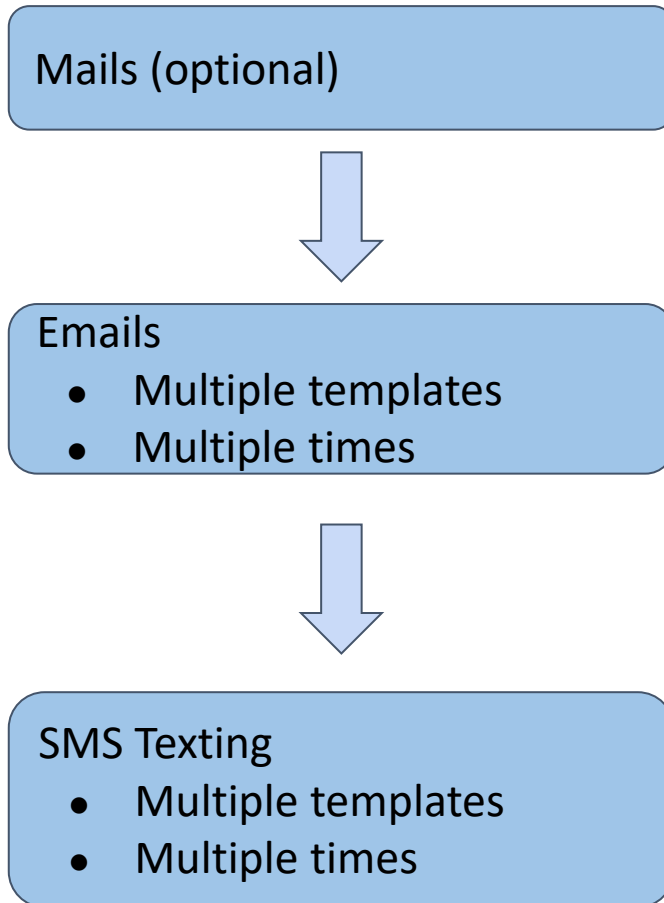 Mails (optional)
Emails
● Multiple templates
● Multiple times
SMS Texting
● Multiple templates
● Multiple times